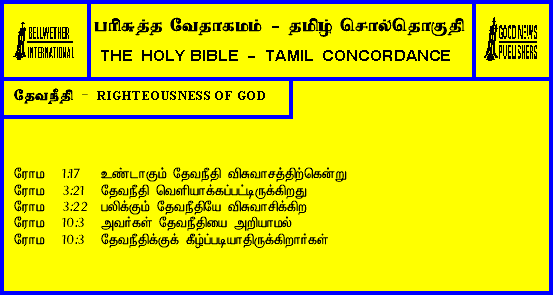 BELLWETHER
INTERNATIONAL
பரிசுத்த வேதாகமம் - தமிழ் சொல்தொகுதி
THE HOLY BIBLE - TAMIL CONCORDANCE
GOOD NEWS
PUBLISHERS
தேவநீதி - RIGHTEOUSNESS OF GOD
ரோம 1:17 உண்டாகும் தேவநீதி விசுவாசத்திற்கென்று
ரோம 3:21 தேவநீதி வெளியாக்கப்பட்டிருக்கிறது
ரோம 3:22 பலிக்கும் தேவநீதியே விசுவாசிக்கிற
ரோம 10:3 அவர்கள் தேவநீதியை அறியாமல்
ரோம 10:3 தேவநீதிக்குக் கீழ்ப்படியாதிருக்கிறார்கள்